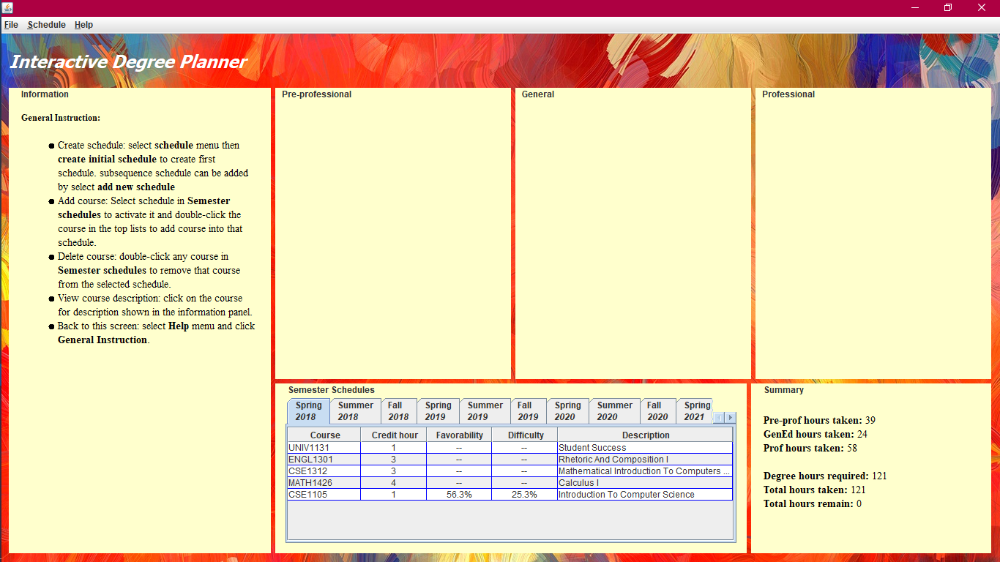 File Schedule Help
Interactive Degree Planner
Information
General Instruction:
Create schedule: select schedule menu then
create initial schedule to create first
schedule. subsequence schedule can be added
by select add new schedule
Add course: Select schedule in Semester
schedules to activate it and double-click the
course in the top lists to add course into that
schedule.
Delete course: double-click any course in
Semester schedules to remove that course
from the selected schedule.
View course description: click on the course
for description shown in the information panel.
Back to this screen: select Help menu and click
General Instruction.
Pre-professional
General
Professional
Semester Schedules
Spring 2018
Summer 2018
Fall 2018
Spring 2019
Summer 2019
Fall 2019
Spring 2020
Summer 2020
Fall 2020
Spring 2021
Course Credit hour Favorability Difficulty Description
UNIV1131 1 -- -- Student Success
ENGL1301 3 -- -- Rhetoric And Composition I
CSE1312 3 -- -- Mathematical Introduction To Computers ...
MATH1426 4 -- -- Calculus I
CSE1105 1 56.3% 25.3% Introduction To Computer Science
Summary
Pre-prof hours taken: 39
GenEd hours taken: 24
Prof hours taken: 58
Degree hours required: 121
Total hours taken: 121
Total hours remain: 0